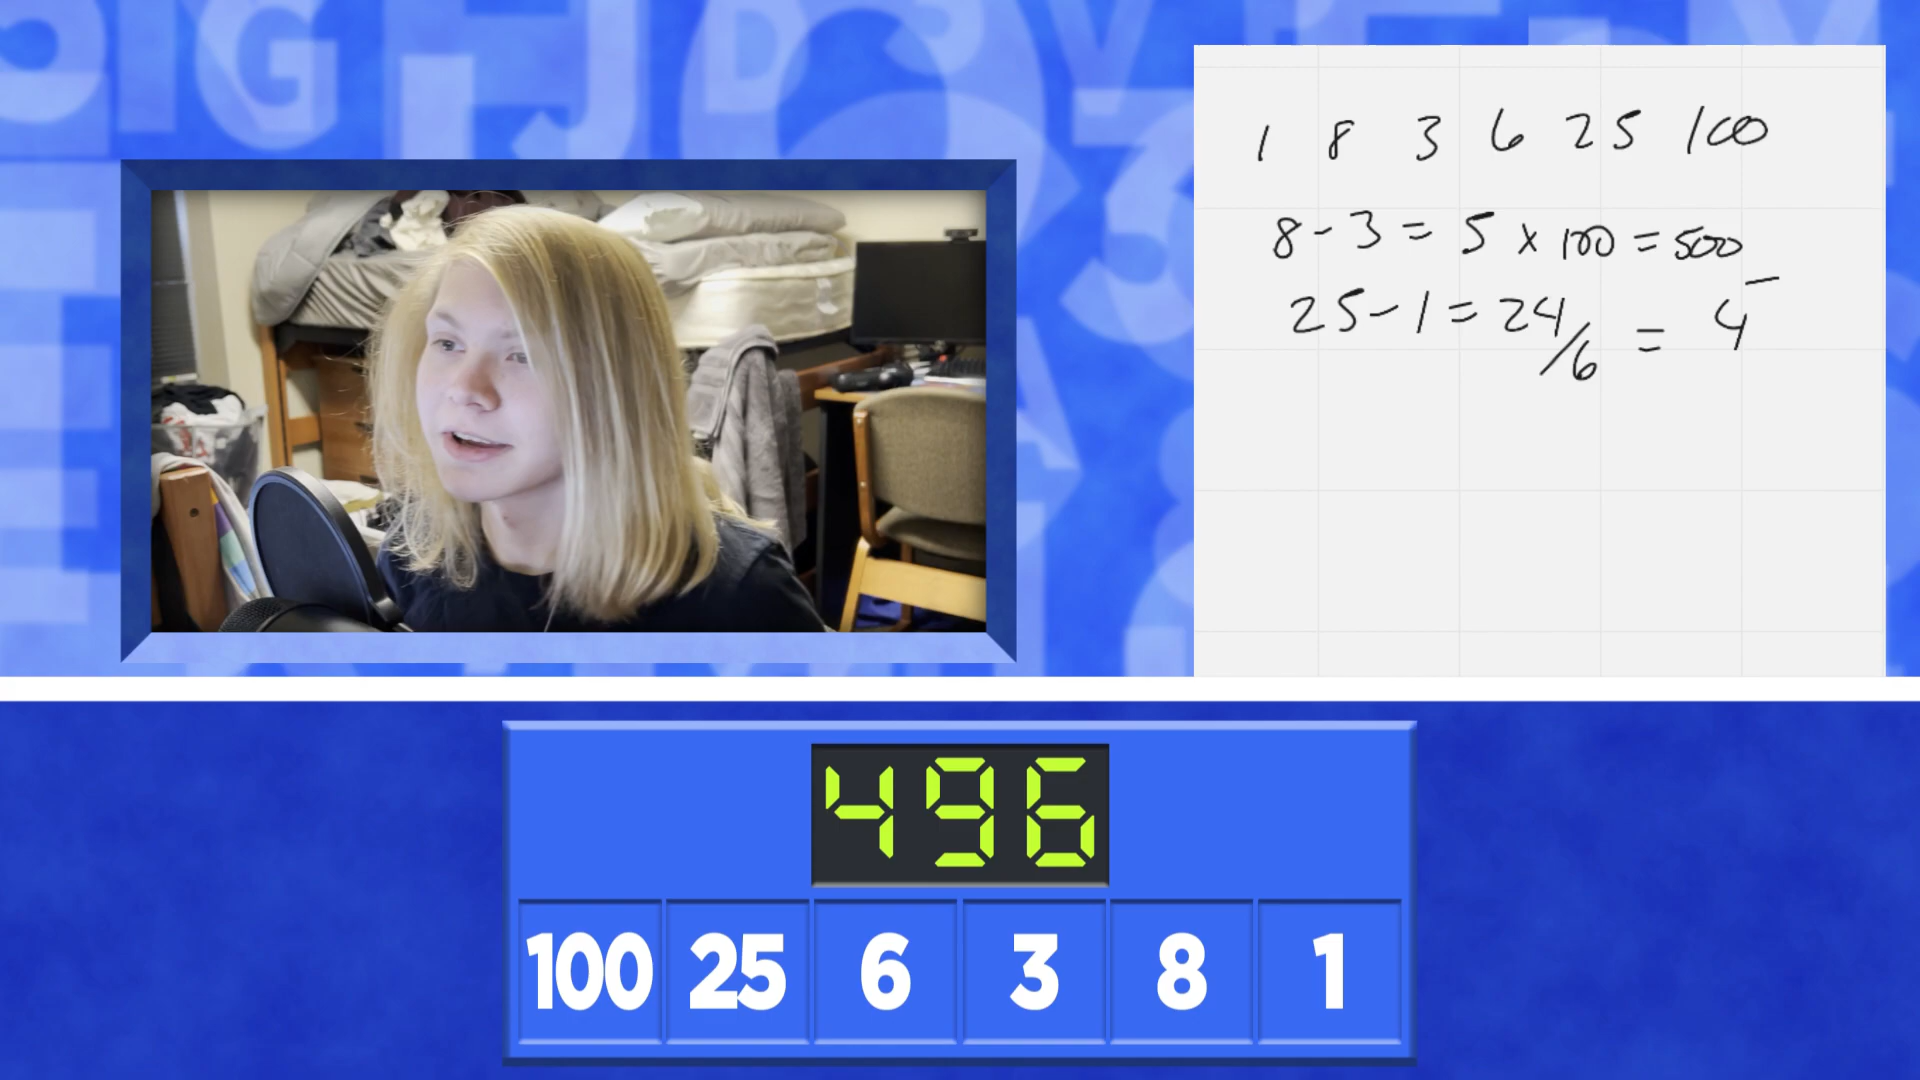 1 8 3 6 25 100
8 - 3 = 5 x 100 = 500
25 - 1 = 24/6 = 4
496
100 25 6 3 8 1